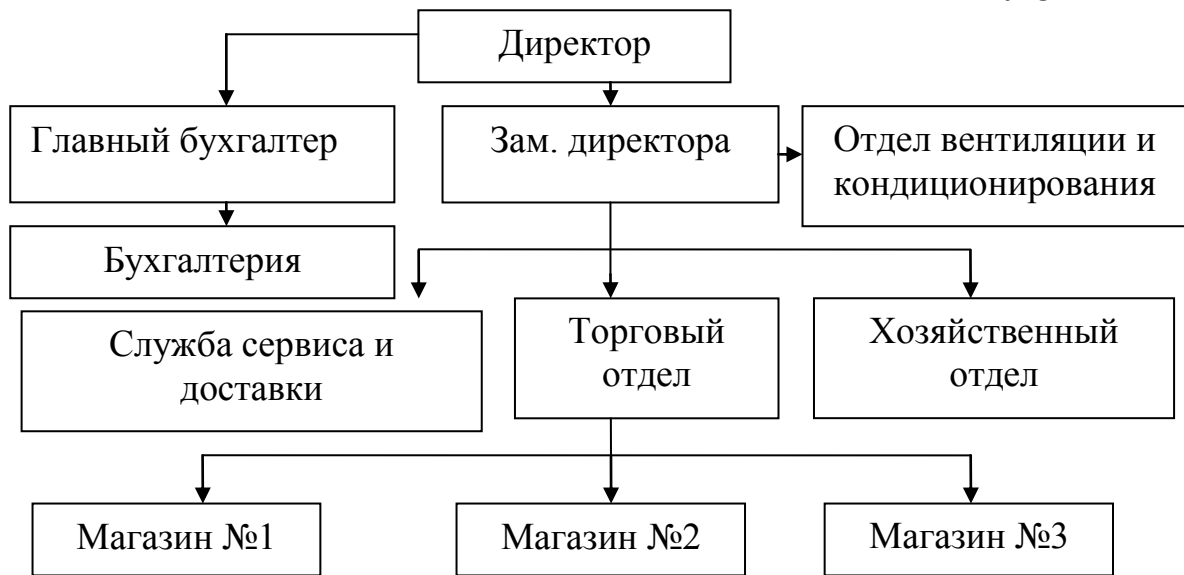 Директор
Главный бухгалтер
Зам. директора
Отдел вентиляции и
кондиционирования
Бухгалтерия
Служба сервиса и
доставки
Торговый
отдел
Хозяйственный
отдел
Магазин №1
Магазин №2
Магазин №3